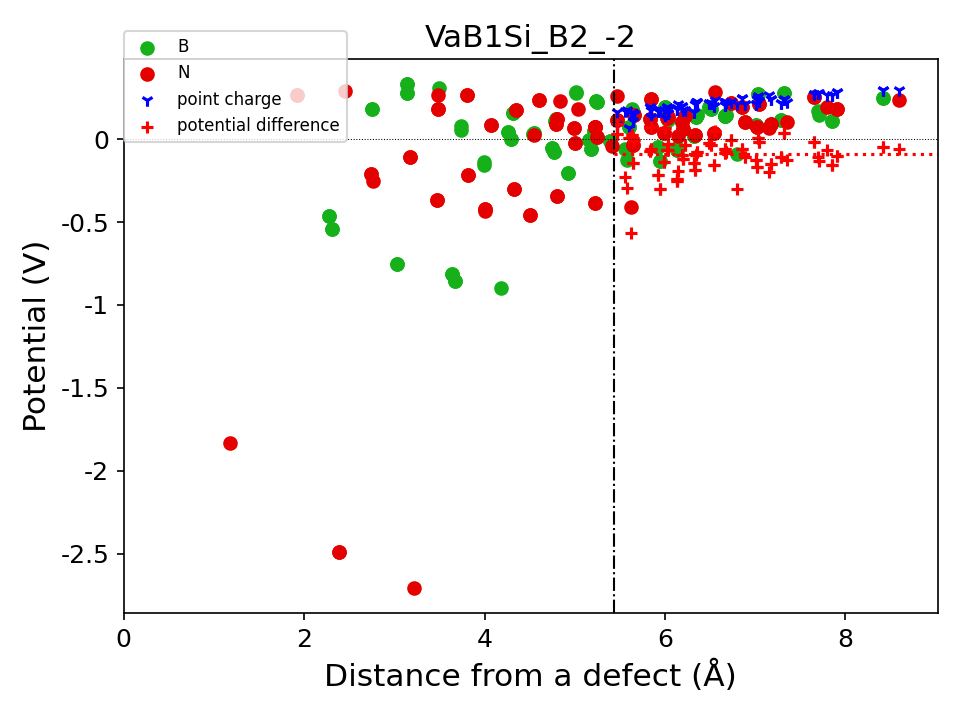 VaB1Si_B2_-2
B
N
point charge
potential difference
0
-0.5
-1
-1.5
-2
-2.5
Potential (V)
0
2
4
6
8
Distance from a defect (Å)